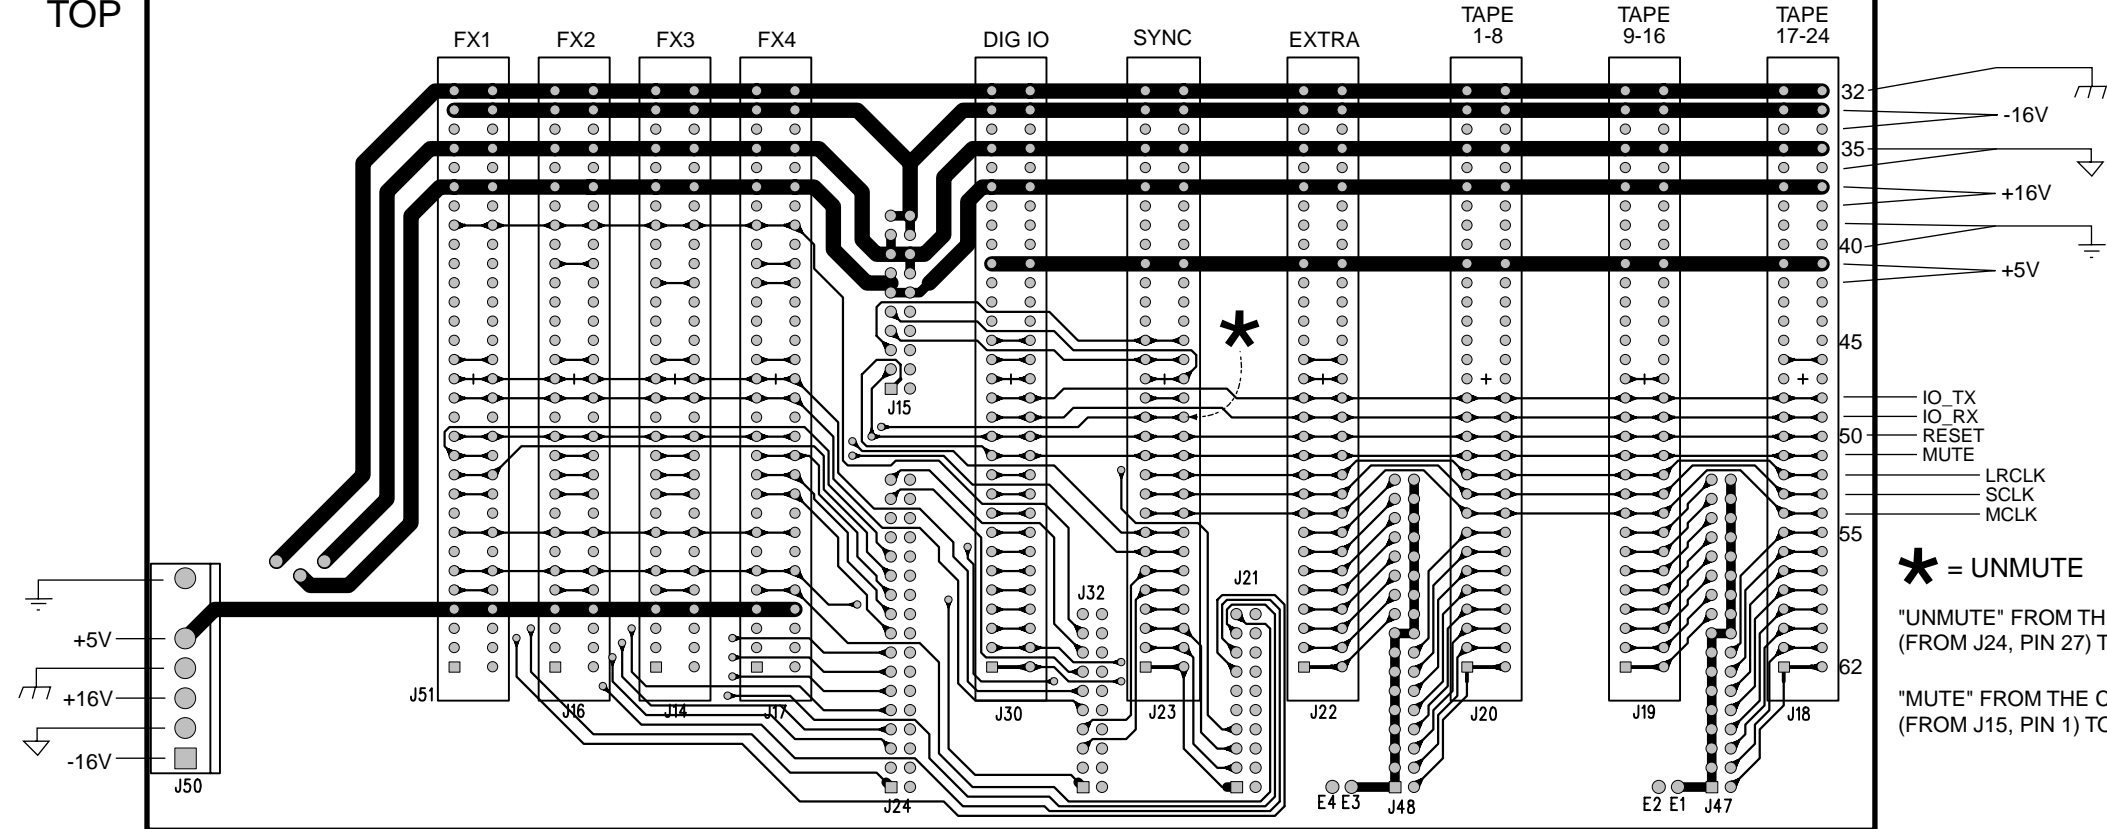 TOP
FX1 FX2 FX3 FX4 DIG IO SYNC EXTRA
TAPE 1-8
TAPE 9-16
TAPE 17-24
32
-16V
35
+16V
40
+5V
45
IO_TX
IO_RX
50 RESET
MUTE
LRCLK
SCLK
MCLK
55
62
* = UNMUTE
"UNMUTE" FROM TH
(FROM J24, PIN 27) T
"MUTE" FROM THE C
(FROM J15, PIN 1) TO
*
J15
J32
J21
+5V
+16V
-16V
J50
J51 J16 J14 J17 J30 J23 J22 J20 J19 J18
J24
E4 E3 J48
E2 E1 J47